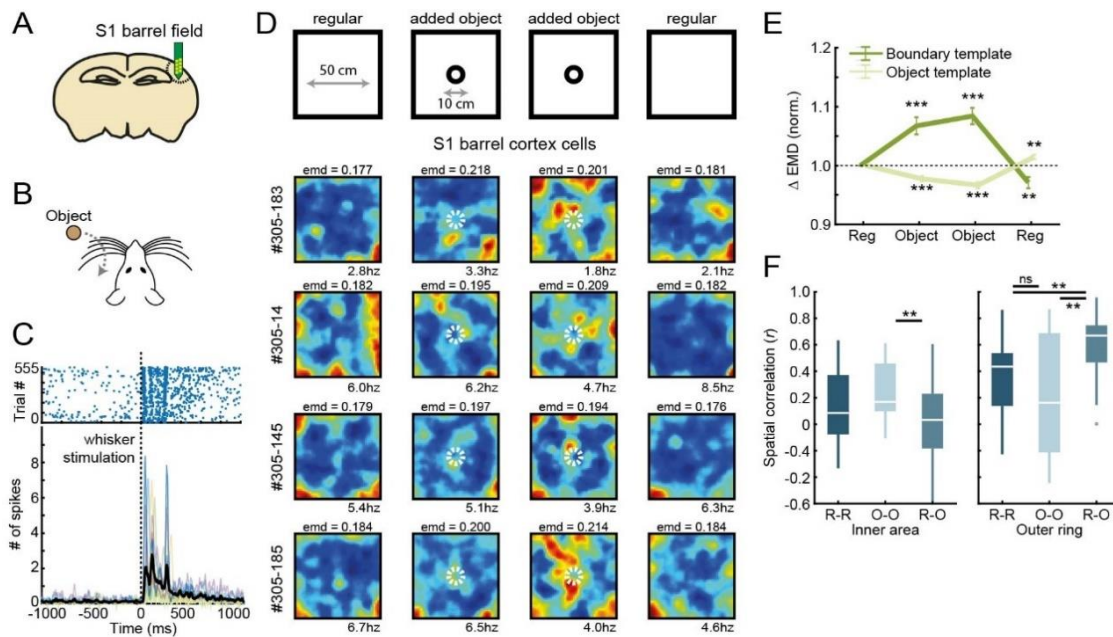 A
S1 barrel field
B
Object
C
Trial #
555
0
whisker
stimulation
# of spikes
8
6
4
2
0
-1000 -500 0 500 1000
Time (ms)
D
regular added object added object regular
50 cm
10 cm
S1 barrel cortex cells
#305-183
emd = 0.177 emd = 0.218 emd = 0.201 emd = 0.181
2.8hz 3.3hz 1.8hz 2.1hz
#305-14
emd = 0.182 emd = 0.195 emd = 0.209 emd = 0.182
6.0hz 6.2hz 4.7hz 8.5hz
#305-145
emd = 0.179 emd = 0.197 emd = 0.194 emd = 0.176
5.4hz 5.1hz 3.9hz 6.3hz
#305-185
emd = 0.184 emd = 0.200 emd = 0.214 emd = 0.184
6.7hz 6.5hz 4.0hz 4.6hz
E
Δ EMD (norm.)
1.2
1.1
1.0
0.9
Boundary template
Object template
*** *** **
*** *** **
Reg Object Object Reg
F
Spatial correlation (r)
1.0
0.6
0.4
0.2
0
-0.4
-0.6
**
ns **
**
R-R O-O R-O
Inner area
R-R O-O R-O
Outer ring